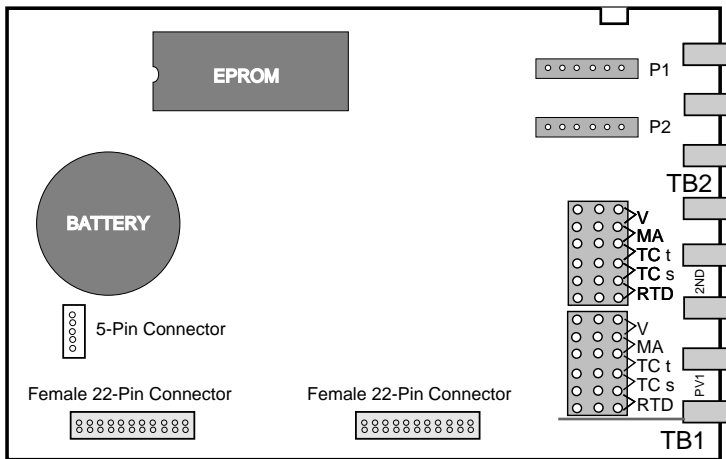 EPROM
P1
P2
TB2
BATTERY
V
MA
TC t
TC s
RTD
2ND
5-Pin Connector
V
MA
TC t
TC s
RTD
PV1
Female 22-Pin Connector
Female 22-Pin Connector
TB1